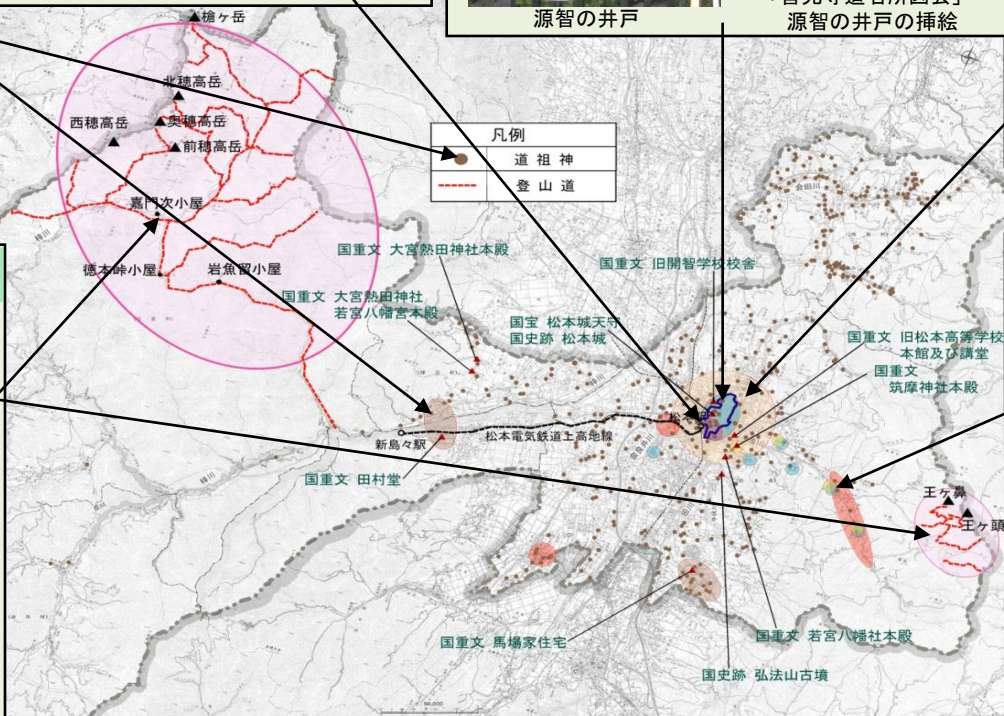 源智の井戸
源智の井戸の挿絵
槍ヶ岳
北穂高岳
西穂高岳
奥穂高岳
前穂高岳
嘉門次小屋
徳本峠小屋
岩魚留小屋
凡例
道祖神
登山道
国重文 大宮熱田神社本殿
国重文 大宮熱田神社
若宮八幡宮本殿
国重文 旧開智学校校舎
国宝 松本城天守
国史跡 松本城
国重文 旧松本高等学校
本館及び講堂
国重文
筑摩神社本殿
新島々駅
松本電気鉄道上高地線
国重文 田村堂
王ヶ鼻
王ヶ頭
国重文 馬場家住宅
国重文 若宮八幡社本殿
国史跡 弘法山古墳